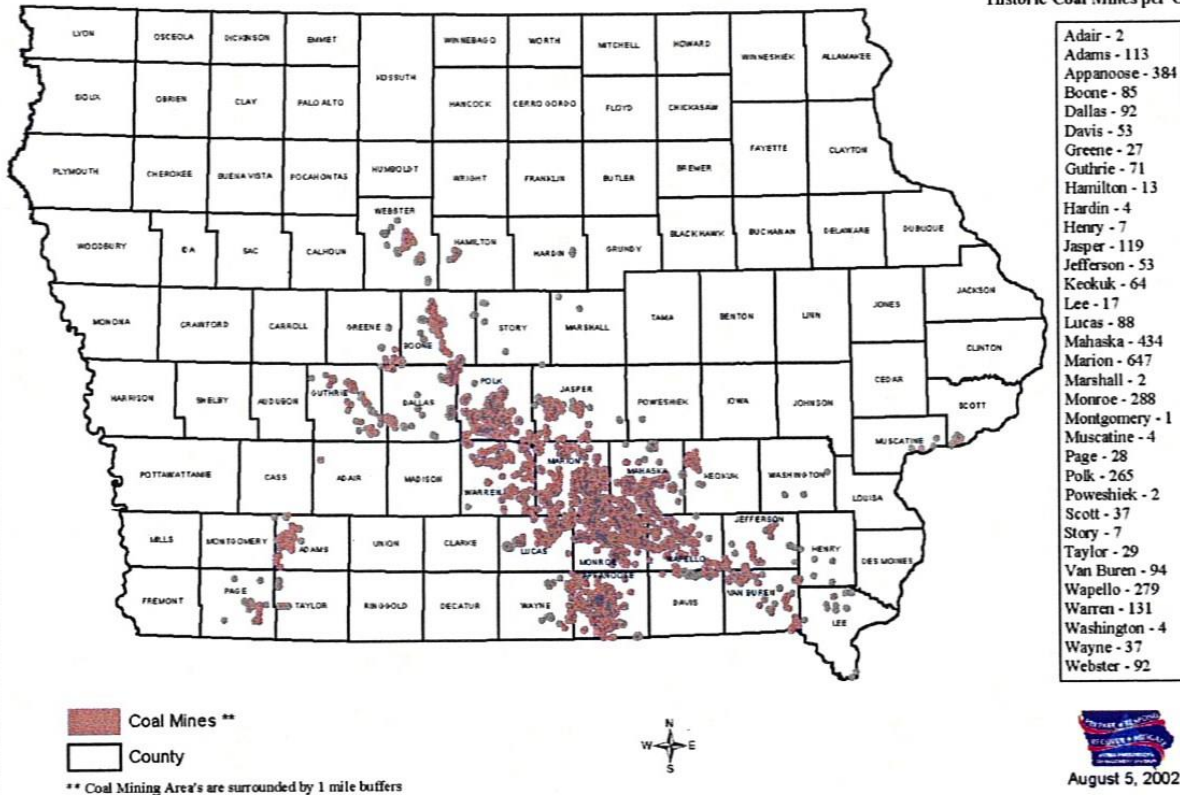 Historic Coal Mines per
LYON OSCEOLA DICKINSON EMMET WINNEBAGO WORTH MITCHELL HOWARD WINNESHIEK ALLAMAKEE
KOSSUTH
SIOUX OBRIEN CLAY PALO ALTO HANCOCK CERRO GORDO FLOYD CHICKASAW
FAYETTE CLAYTON
PLYMOUTH CHEROKEE BUENA VISTA POCAHONTAS HUMBOLDT WRIGHT FRANKLIN BUTLER BREMER
WEBSTER
WOODBURY IDA SAC CALHOUN HAMILTON HARDIN GRUNDY BLACK HAWK BUCHANAN DELAWARE DUBUQUE
MONONA CRAWFORD CARROLL GREENE BOONE STORY MARSHALL TAMA BENTON LINN JONES JACKSON
CLINTON
HARRISON SHELBY AUDUBON GUTHRIE DALLAS POLK JASPER POWESHIEK IOWA JOHNSON CEDAR SCOTT
MUSCATINE
POTTAWATTAMIE CASS ADAIR MADISON WARREN MARION MAHASKA KEOKUK WASHINGTON LOUISA
MILLS MONTGOMERY ADAMS UNION CLARKE LUCAS MONROE WAPELLO JEFFERSON HENRY DES MOINES
FREMONT PAGE TAYLOR RINGGOLD DECATUR WAYNE APPANOOSE DAVIS VAN BUREN LEE
Adair - 2
Adams - 113
Appanoose - 384
Boone - 85
Dallas - 92
Davis - 53
Greene - 27
Guthrie - 71
Hamilton - 13
Hardin - 4
Henry - 7
Jasper - 119
Jefferson - 53
Keokuk - 64
Lee - 17
Lucas - 88
Mahaska - 434
Marion - 647
Marshall - 2
Monroe - 288
Montgomery - 1
Muscatine - 4
Page - 28
Polk - 265
Poweshiek - 2
Scott - 37
Story - 7
Taylor - 29
Van Buren - 94
Wapello - 279
Warren - 131
Washington - 4
Wayne - 37
Webster - 92
Coal Mines **
County
** Coal Mining Area's are surrounded by 1 mile buffers
N
W E
S
August 5, 2002